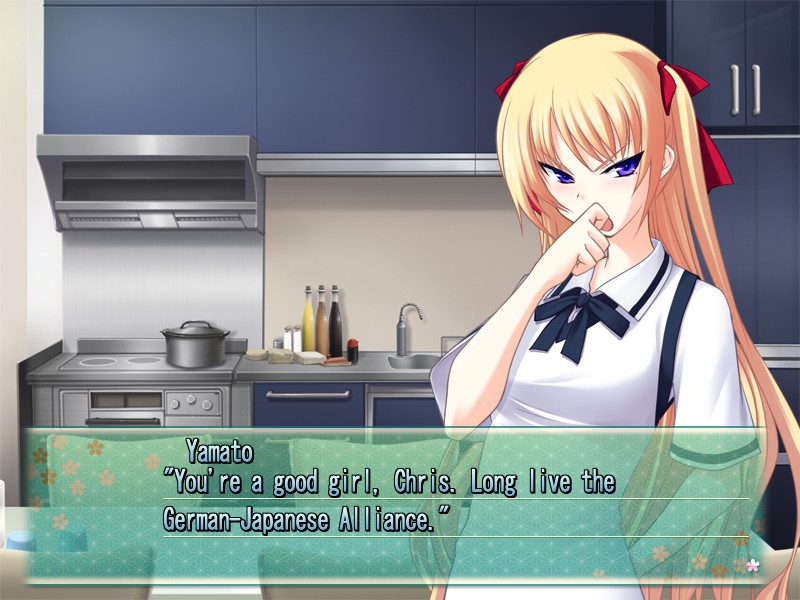 Yamato
"You're a good girl, Chris. Long live the
German-Japanese Alliance."